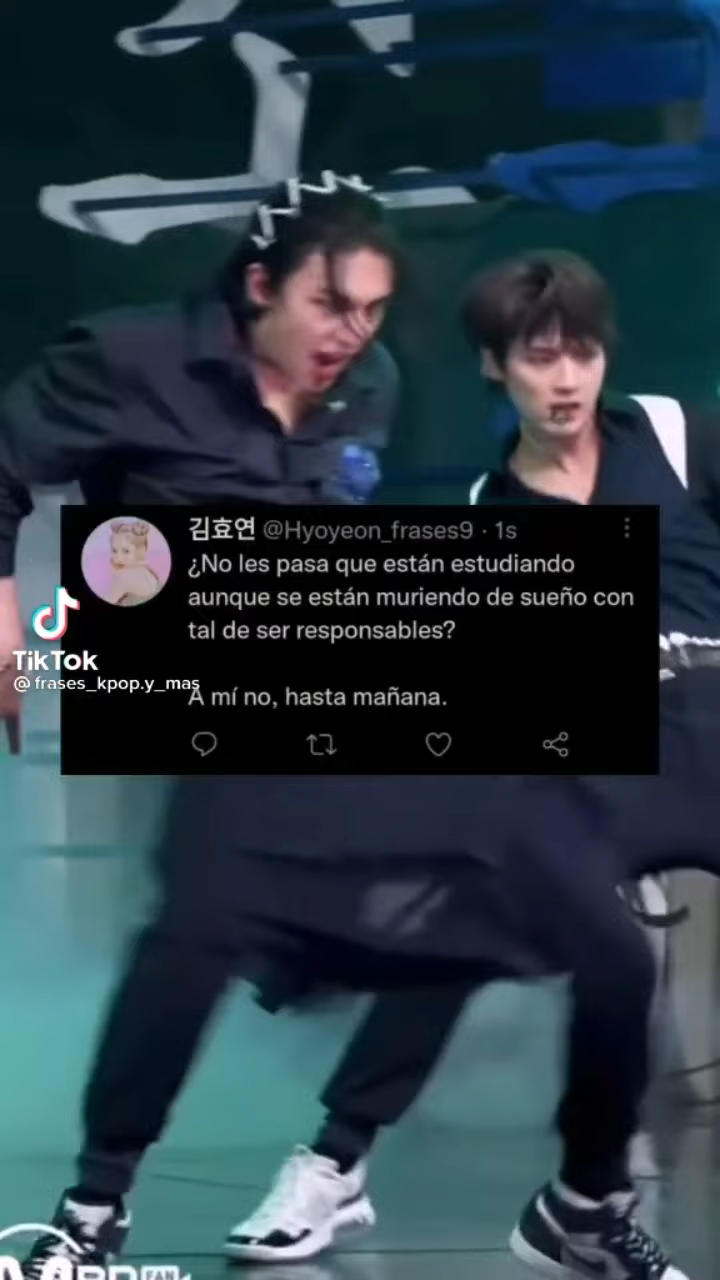 김효연 @Hyoyeon_frases9 · 1s
¿No les pasa que están estudiando
aunque se están muriendo de sueño con
tal de ser responsables?
A mí no, hasta mañana.
TikTok
@frases_kpop.y_mas